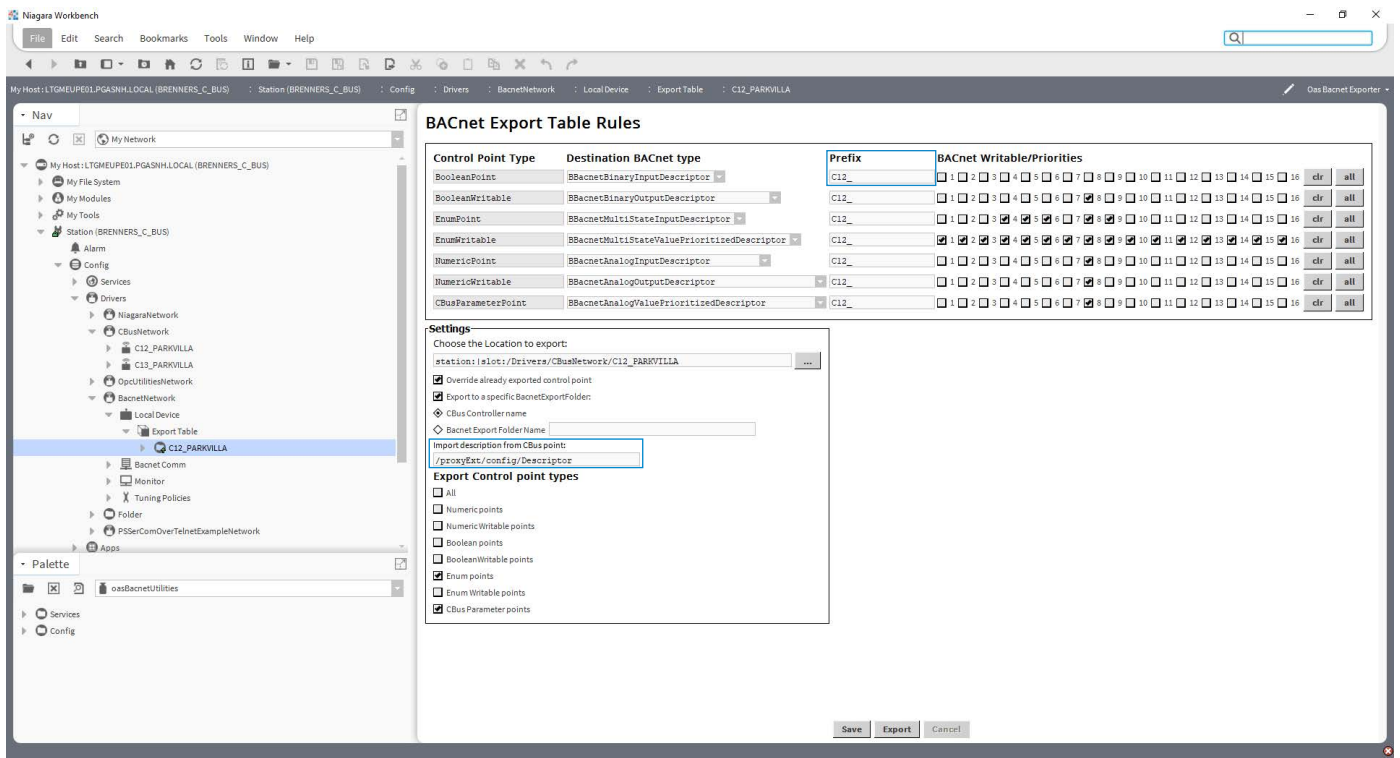 Niagara Workbench
File Edit Search Bookmarks Tools Window Help
My Host : LTGMEUPE01.PGASNH.LOCAL (BRENNERS_C_BUS) : Station (BRENNERS_C_BUS) : Config : Drivers : BacnetNetwork : Local Device : Export Table : C12_PARKVILLA Oas Bacnet Exporter
Nav
My Network
My Host : LTGMEUPE01.PGASNH.LOCAL (BRENNERS_C_BUS)
My File System
My Modules
My Tools
Station (BRENNERS_C_BUS)
Alarm
Config
Services
Drivers
NiagaraNetwork
CBusNetwork
C12_PARKVILLA
C13_PARKVILLA
OpcUtilitiesNetwork
BacnetNetwork
Local Device
Export Table
C12_PARKVILLA
Bacnet Comm
Monitor
Tuning Policies
Folder
PSSerComOverTelnetExampleNetwork
Apps
Palette
oasBacnetUtilities
Services
Config
BACnet Export Table Rules
Control Point Type Destination BACnet type Prefix BACnet Writable/Priorities
BooleanPoint BBacnetBinaryInputDescriptor C12_ 1 2 3 4 5 6 7 8 9 10 11 12 13 14 15 16 clr all
BooleanWritable BBacnetBinaryOutputDescriptor C12_ 1 2 3 4 5 6 7 8 9 10 11 12 13 14 15 16 clr all
EnumPoint BBacnetMultiStateInputDescriptor C12_ 1 2 3 4 5 6 7 8 9 10 11 12 13 14 15 16 clr all
EnumWritable BBacnetMultiStateValuePrioritizedDescriptor C12_ 1 2 3 4 5 6 7 8 9 10 11 12 13 14 15 16 clr all
NumericPoint BBacnetAnalogInputDescriptor C12_ 1 2 3 4 5 6 7 8 9 10 11 12 13 14 15 16 clr all
NumericWritable BBacnetAnalogOutputDescriptor C12_ 1 2 3 4 5 6 7 8 9 10 11 12 13 14 15 16 clr all
CBusParameterPoint BBacnetAnalogValuePrioritizedDescriptor C12_ 1 2 3 4 5 6 7 8 9 10 11 12 13 14 15 16 clr all
Settings
Choose the Location to export:
station:|slot:/Drivers/CBusNetwork/C12_PARKVILLA ...
Override already exported control point
Export to a specific BacnetExportFolder:
CBus Controller name
Bacnet Export Folder Name
Import description from CBus point:
/proxyExt/config/Descriptor
Export Control point types
All
Numeric points
Numeric Writable points
Boolean points
BooleanWritable points
Enum points
Enum Writable points
CBus Parameter points
Save Export Cancel